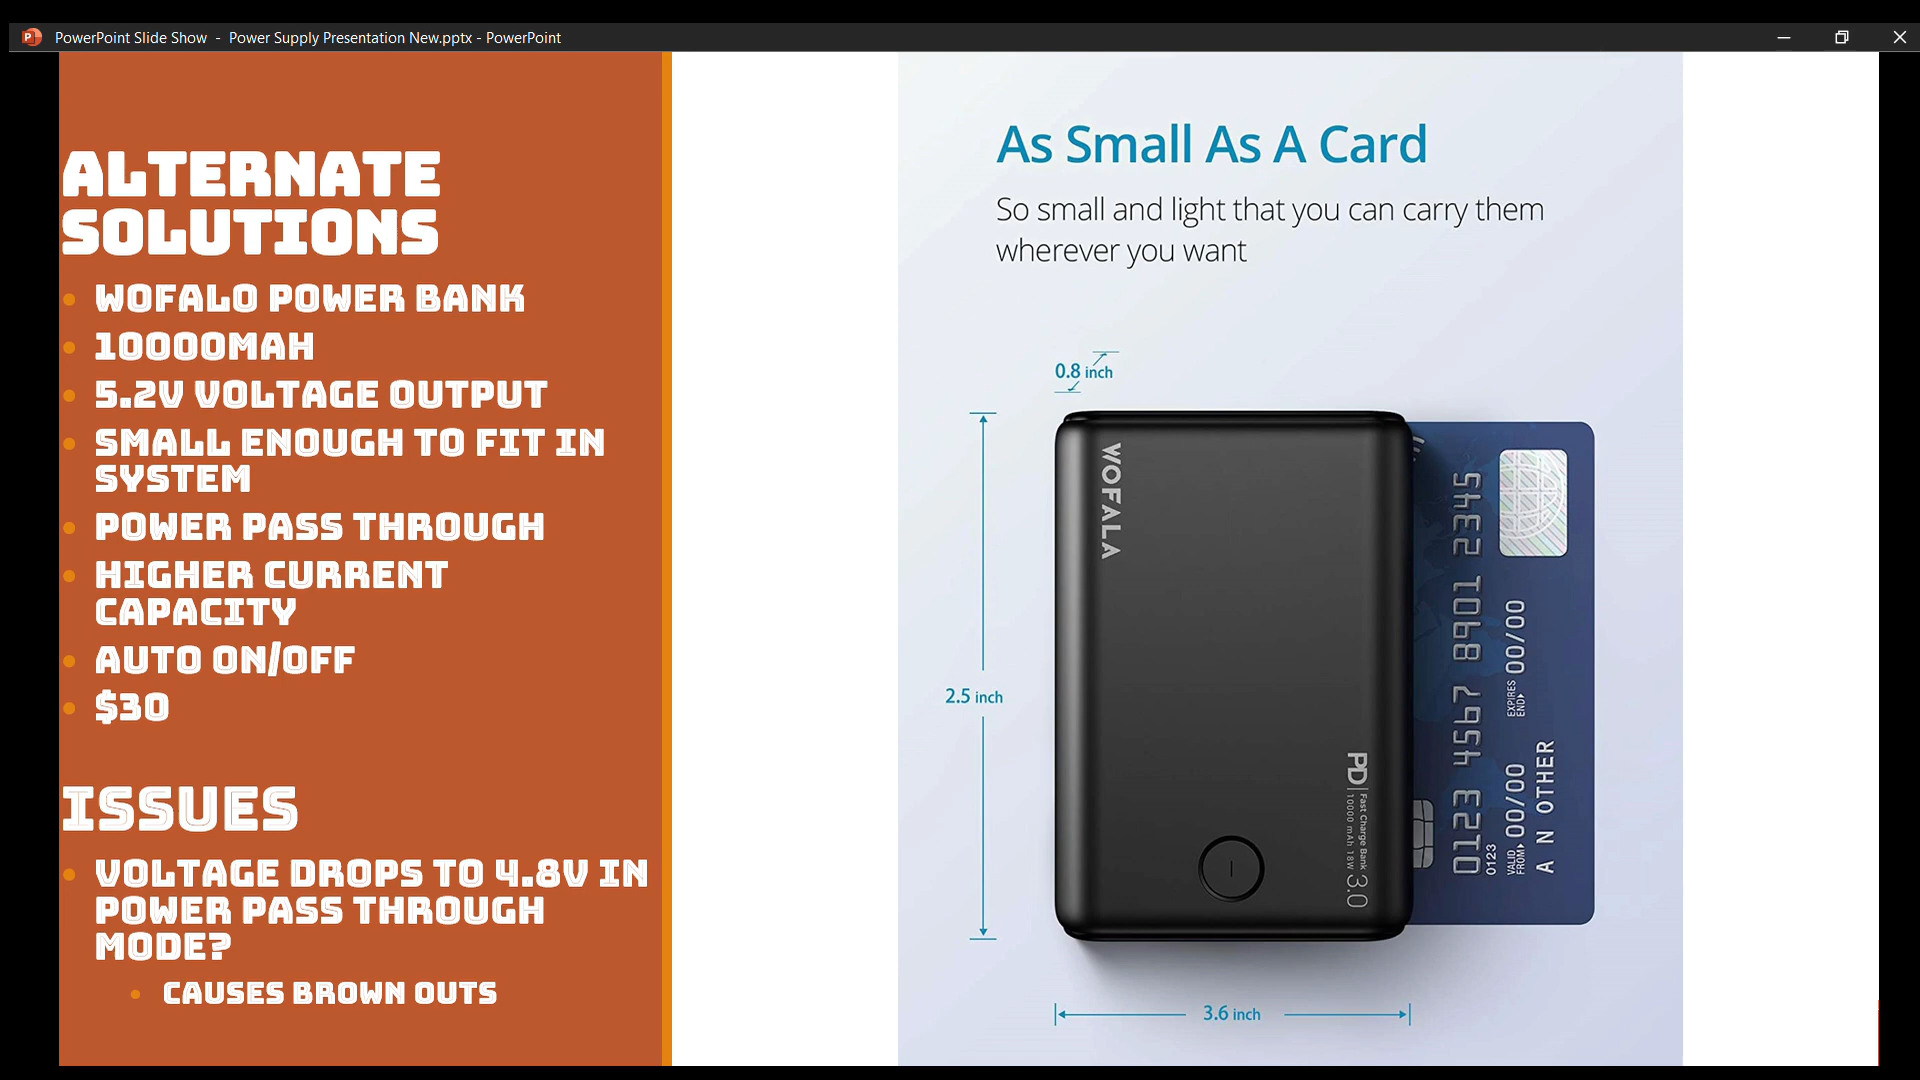 PowerPoint Slide Show - Power Supply Presentation New.pptx - PowerPoint
ALTERNATE
SOLUTIONS
WOFALO POWER BANK
10000MAH
5.2V VOLTAGE OUTPUT
SMALL ENOUGH TO FIT IN
SYSTEM
POWER PASS THROUGH
HIGHER CURRENT
CAPACITY
AUTO ON/OFF
$30
ISSUES
VOLTAGE DROPS TO 4.8V IN
POWER PASS THROUGH
MODE?
CAUSES BROWN OUTS
As Small As A Card
So small and light that you can carry them
wherever you want
0.8 inch
2.5 inch
3.6 inch
WOFALA
PD
Fast Charge Bank
10000 mAh 18W
3.0
0123 4567 8901 2345
0123
VALID
FROM 00/00
EXPIRES
END 00/00
A N OTHER